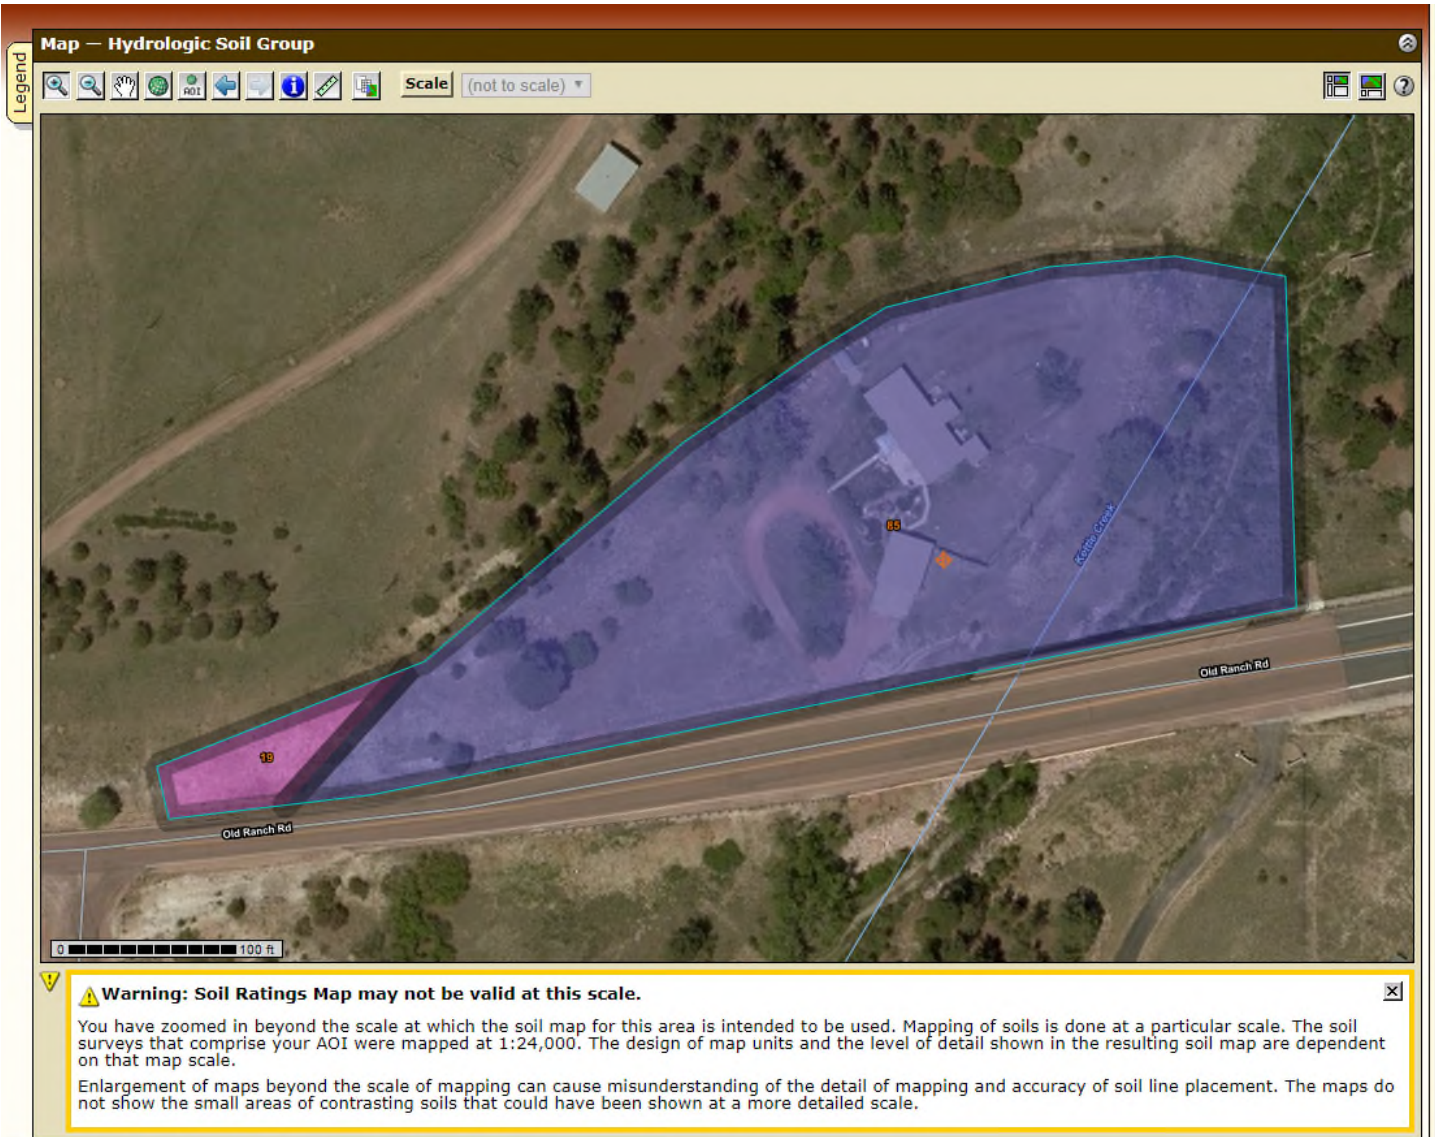 Legend
Map — Hydrologic Soil Group
AOI
Scale
(not to scale)
85
Kettle Creek
Old Ranch Rd
19
Old Ranch Rd
0
100 ft
Warning: Soil Ratings Map may not be valid at this scale.
You have zoomed in beyond the scale at which the soil map for this area is intended to be used. Mapping of soils is done at a particular scale. The soil
surveys that comprise your AOI were mapped at 1:24,000. The design of map units and the level of detail shown in the resulting soil map are dependent
on that map scale.
Enlargement of maps beyond the scale of mapping can cause misunderstanding of the detail of mapping and accuracy of soil line placement. The maps do
not show the small areas of contrasting soils that could have been shown at a more detailed scale.